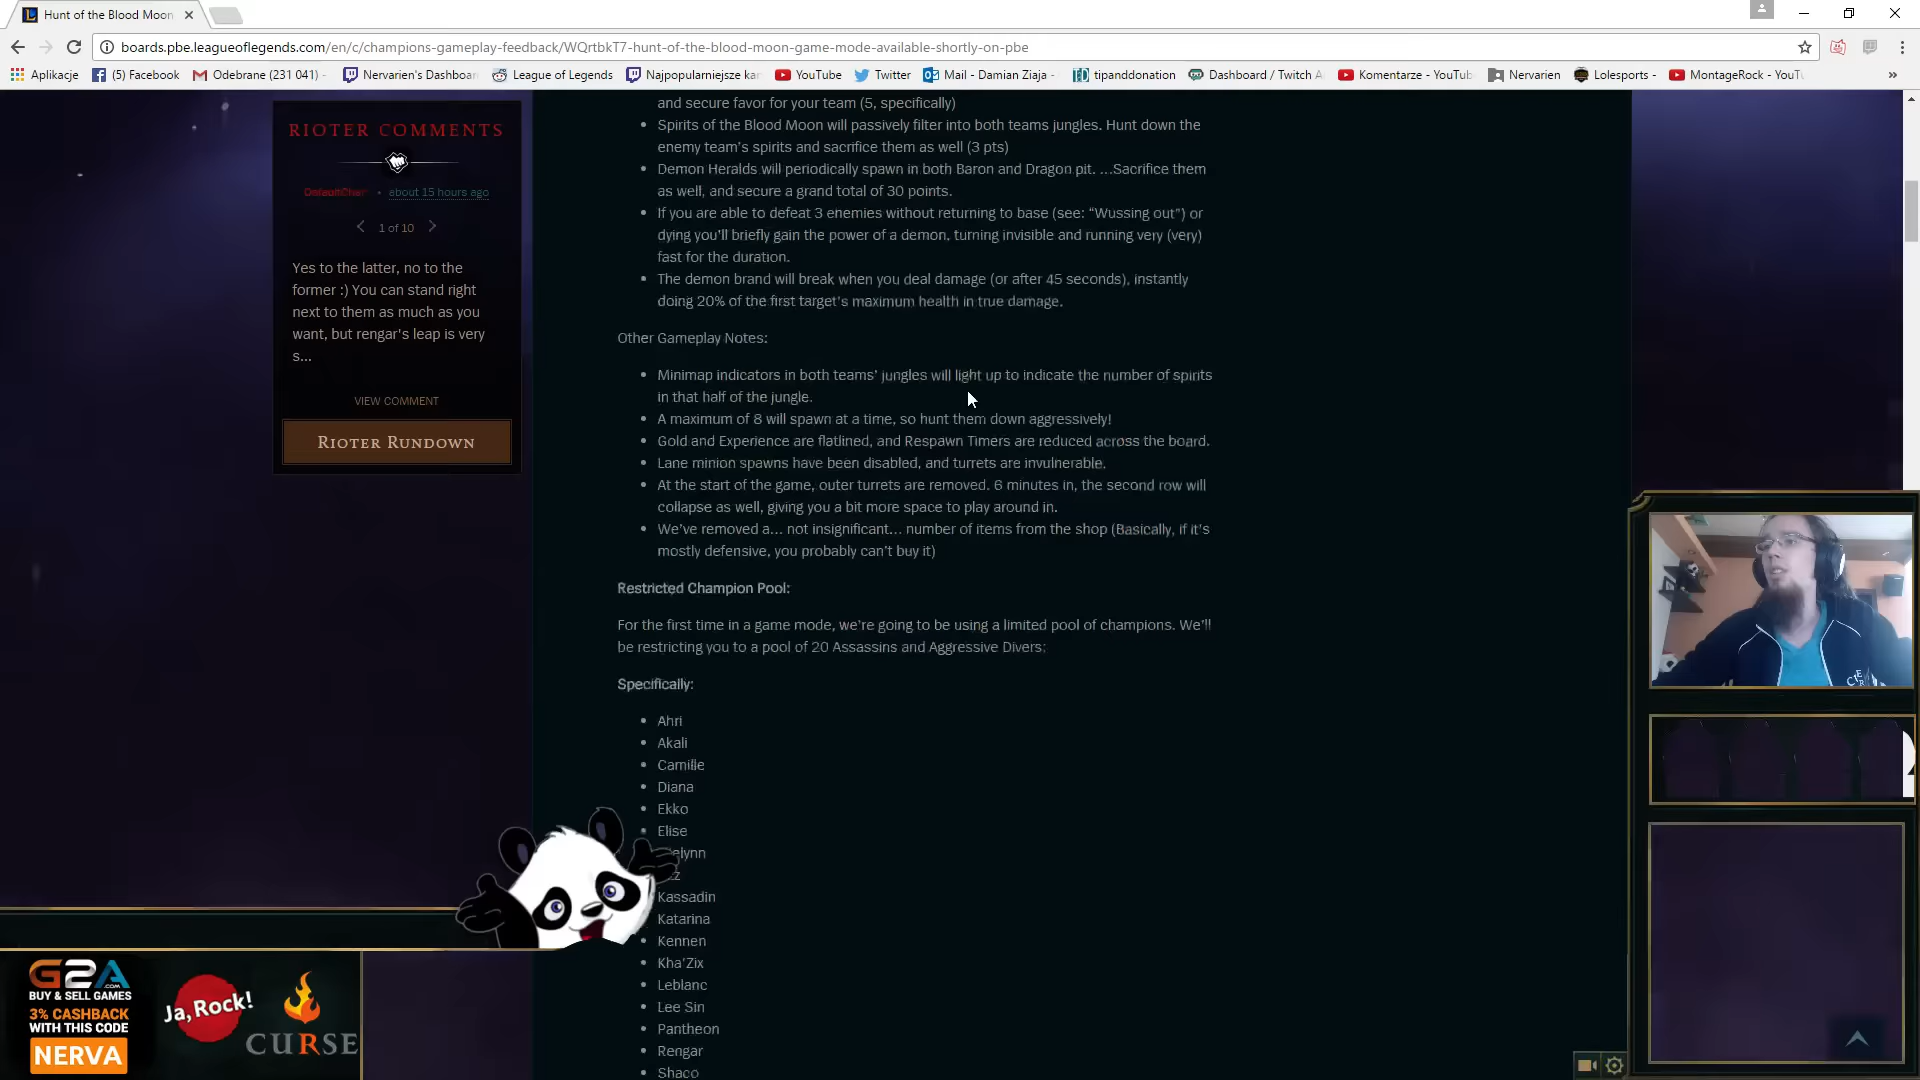 Hunt of the Blood Moon
boards.pbe.leagueoflegends.com/en/c/champions-gameplay-feedback/WQrtbkT7-hunt-of-the-blood-moon-game-mode-available-shortly-on-pbe
Aplikacje (5) Facebook Odebrane (231 041) - Nervarien's Dashboar League of Legends Najpopularniejsze ka YouTube Twitter Mail - Damian Ziaja - tipanddonation Dashboard / Twitch A Komentarze - YouTub Nervarien Lolesports - MontageRock - YouTu »
RIOTER COMMENTS
• about 15 hours ago
1 of 10
Yes to the latter, no to the
former :) You can stand right
next to them as much as you
want, but rengar's leap is very
s...
VIEW COMMENT
RIOTER RUNDOWN
and secure favor for your team (5, specifically)
• Spirits of the Blood Moon will passively filter into both teams jungles. Hunt down the
enemy team's spirits and sacrifice them as well (3 pts)
• Demon Heralds will periodically spawn in both Baron and Dragon pit. ...Sacrifice them
as well, and secure a grand total of 30 points.
• If you are able to defeat 3 enemies without returning to base (see: “Wussing out”) or
dying you'll briefly gain the power of a demon, turning invisible and running very (very)
fast for the duration.
• The demon brand will break when you deal damage (or after 45 seconds), instantly
doing 20% of the first target's maximum health in true damage.
Other Gameplay Notes:
• Minimap indicators in both teams’ jungles will light up to indicate the number of spirits
in that half of the jungle.
• A maximum of 8 will spawn at a time, so hunt them down aggressively!
• Gold and Experience are flatlined, and Respawn Timers are reduced across the board.
• Lane minion spawns have been disabled, and turrets are invulnerable.
• At the start of the game, outer turrets are removed. 6 minutes in, the second row will
collapse as well, giving you a bit more space to play around in.
• We’ve removed a... not insignificant... number of items from the shop (Basically, if it's
mostly defensive, you probably can’t buy it)
Restricted Champion Pool:
For the first time in a game mode, we’re going to be using a limited pool of champions. We’ll
be restricting you to a pool of 20 Assassins and Aggressive Divers:
Specifically:
• Ahri
• Akali
• Camille
• Diana
• Ekko
• Elise
elynn
zz
Kassadin
• Katarina
• Kennen
• Kha’Zix
• Leblanc
• Lee Sin
• Pantheon
• Rengar
• Shaco
G2A.COM
BUY & SELL GAMES
3% CASHBACK
WITH THIS CODE
NERVA
Ja, Rock!
CURSE